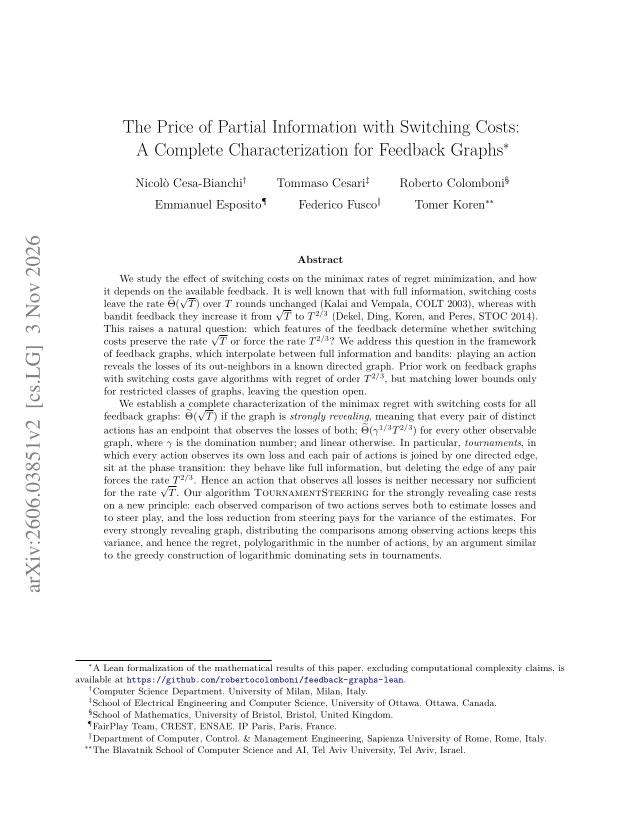 The Price of Partial Information with Switching Costs:
A Complete Characterization for Feedback Graphs*
Nicolò Cesa-Bianchi† Tommaso Cesari‡ Roberto Colomboni§
Emmanuel Esposito¶ Federico Fusco‖ Tomer Koren**
Abstract
We study the effect of switching costs on the minimax rates of regret minimization, and how
it depends on the available feedback. It is well known that with full information, switching costs
leave the rate Θ̃(√T) over T rounds unchanged (Kalai and Vempala, COLT 2003), whereas with
bandit feedback they increase it from √T to T^{2/3} (Dekel, Ding, Koren, and Peres, STOC 2014).
This raises a natural question: which features of the feedback determine whether switching
costs preserve the rate √T or force the rate T^{2/3}? We address this question in the framework
of feedback graphs, which interpolate between full information and bandits: playing an action
reveals the losses of its out-neighbors in a known directed graph. Prior work on feedback graphs
with switching costs gave algorithms with regret of order T^{2/3}, but matching lower bounds only
for restricted classes of graphs, leaving the question open.
We establish a complete characterization of the minimax regret with switching costs for all
feedback graphs: Θ̃(√T) if the graph is strongly revealing, meaning that every pair of distinct
actions has an endpoint that observes the losses of both; Θ̃(γ^{1/3}T^{2/3}) for every other observable
graph, where γ is the domination number; and linear otherwise. In particular, tournaments, in
which every action observes its own loss and each pair of actions is joined by one directed edge,
sit at the phase transition: they behave like full information, but deleting the edge of any pair
forces the rate T^{2/3}. Hence an action that observes all losses is neither necessary nor sufficient
for the rate √T. Our algorithm TOURNAMENTSTEERING for the strongly revealing case rests
on a new principle: each observed comparison of two actions serves both to estimate losses and
to steer play, and the loss reduction from steering pays for the variance of the estimates. For
every strongly revealing graph, distributing the comparisons among observing actions keeps this
variance, and hence the regret, polylogarithmic in the number of actions, by an argument similar
to the greedy construction of logarithmic dominating sets in tournaments.
*A Lean formalization of the mathematical results of this paper, excluding computational complexity claims, is
available at https://github.com/robertocolomboni/feedback-graphs-lean.
†Computer Science Department, University of Milan, Milan, Italy.
‡School of Electrical Engineering and Computer Science, University of Ottawa, Ottawa, Canada.
§School of Mathematics, University of Bristol, Bristol, United Kingdom.
¶FairPlay Team, CREST, ENSAE, IP Paris, Paris, France.
‖Department of Computer, Control, & Management Engineering, Sapienza University of Rome, Rome, Italy.
**The Blavatnik School of Computer Science and AI, Tel Aviv University, Tel Aviv, Israel.
arXiv:2606.03851v2 [cs.LG] 3 Nov 2026